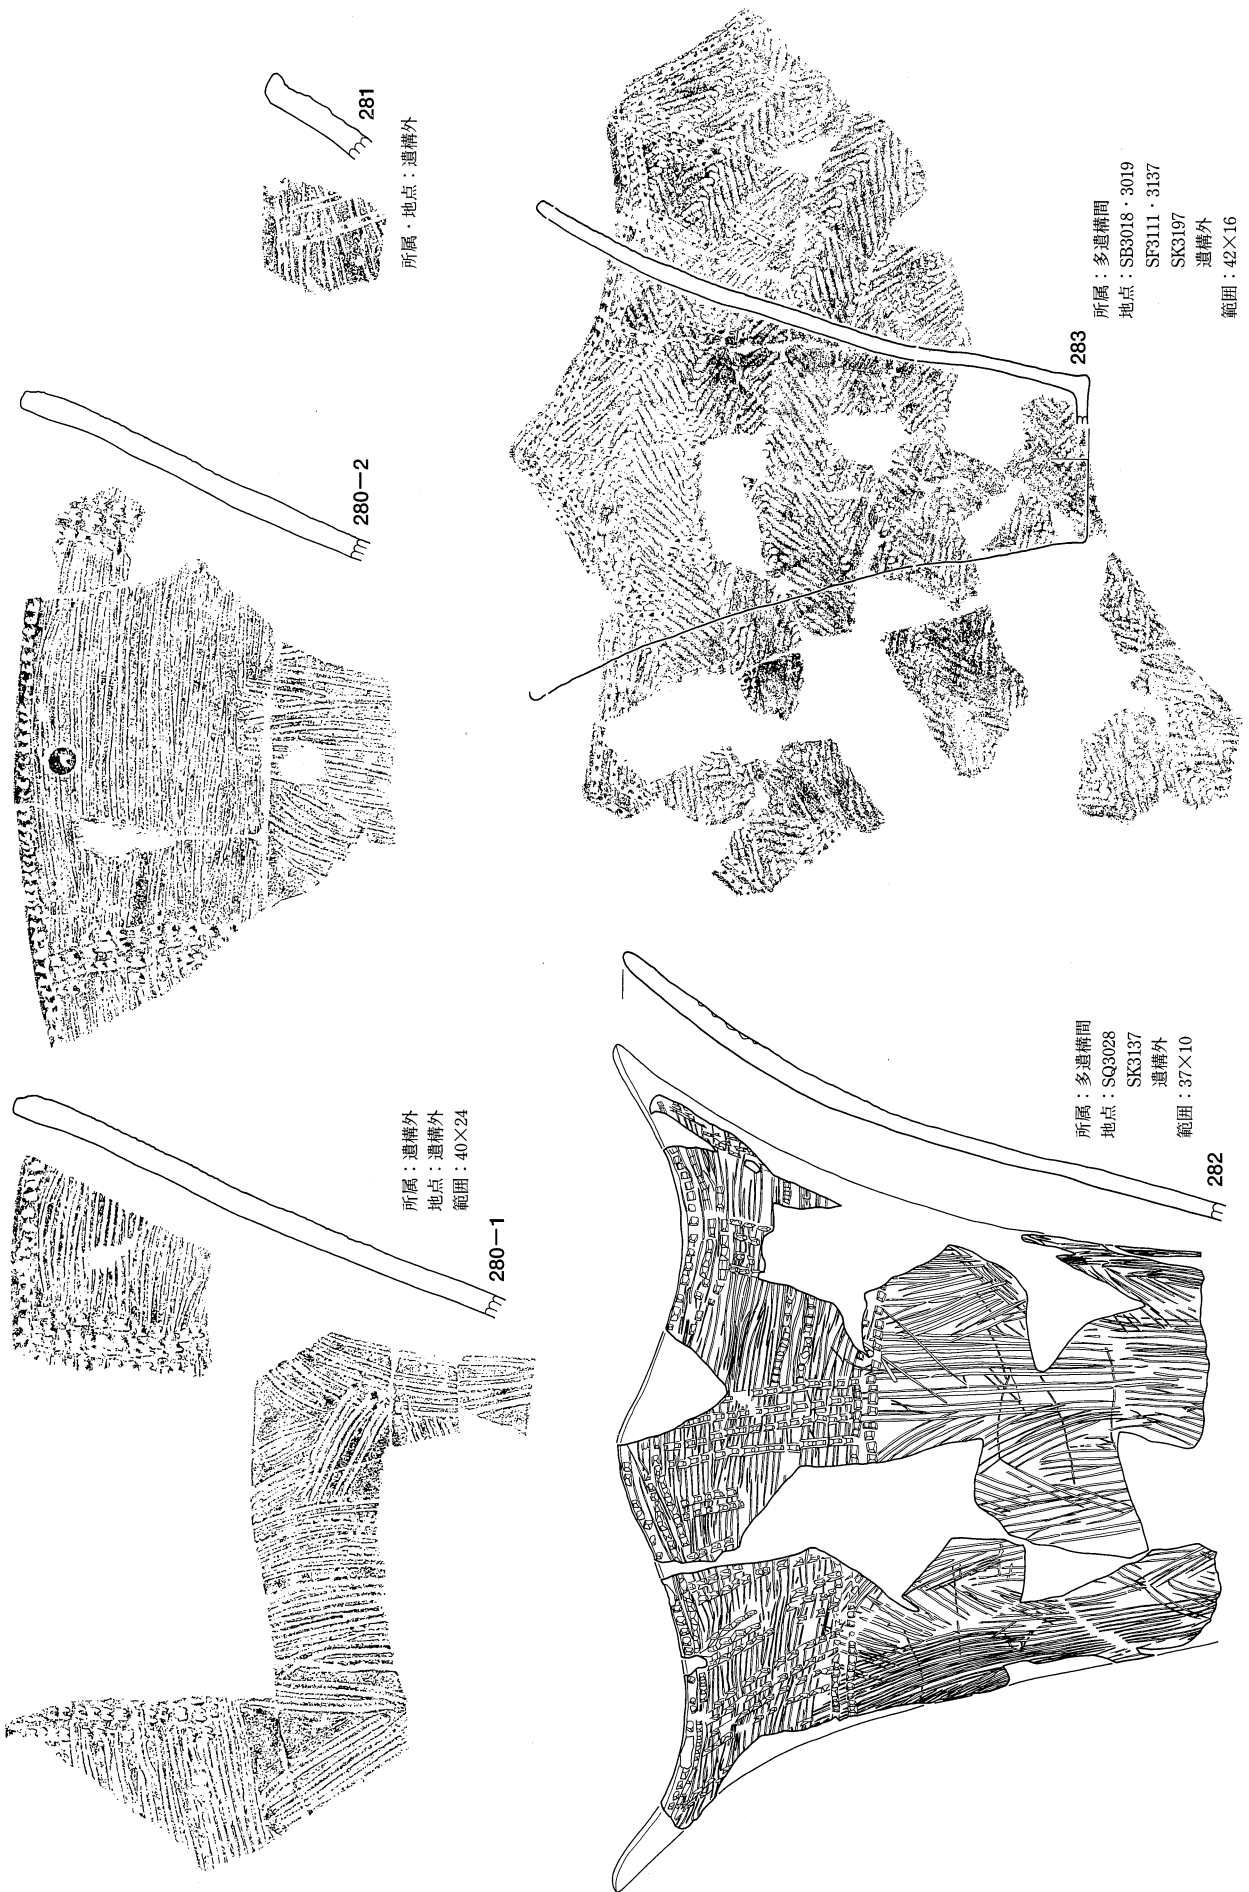 280−1
所属：遺構外
地点：遺構外
範囲：40×24
280−2
281
所属・地点：遺構外
282
所属：多遺構間
地点：SQ3028
SK3137
遺構外
範囲：37×10
283
所属：多遺構間
地点：SB3018・3019
SF3111・3137
SK3197
遺構外
範囲：42×16